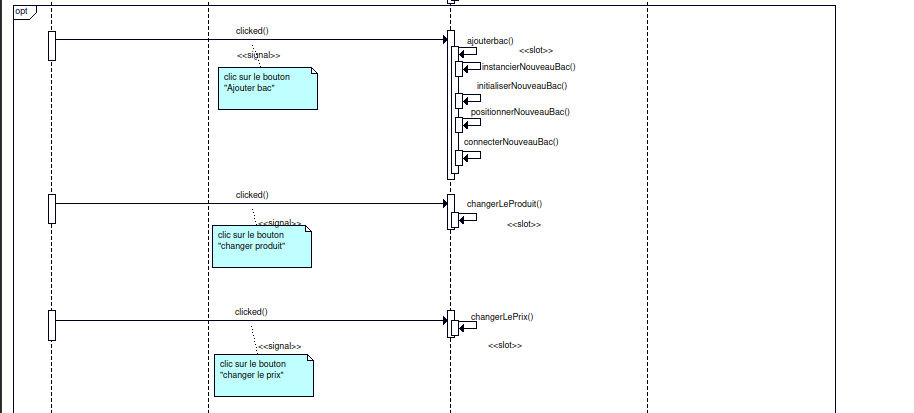 opt
clicked()
<<signal>>
clic sur le bouton
"Ajouter bac"
ajouterbac()
<<slot>>
instancierNouveauBac()
initialiserNouveauBac()
positionnerNouveauBac()
connecterNouveauBac()
clicked()
<<signal>>
clic sur le bouton
"changer produit"
changerLeProduit()
<<slot>>
clicked()
<<signal>>
clic sur le bouton
"changer le prix"
changerLePrix()
<<slot>>